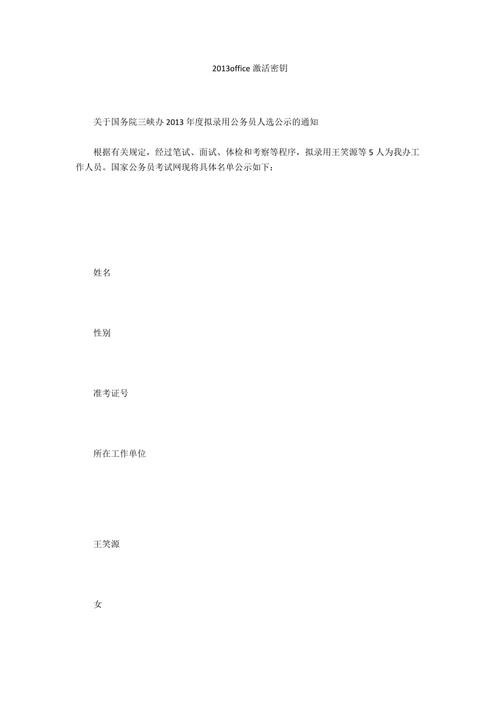 2013office 激活密钥
关于国务院三峡办 2013 年度拟录用公务员人选公示的通知
根据有关规定，经过笔试、面试、体检和考察等程序，拟录用王笑源等 5 人为我办工
作人员。国家公务员考试网现将具体名单公示如下：
姓名
性别
准考证号
所在工作单位
王笑源
女